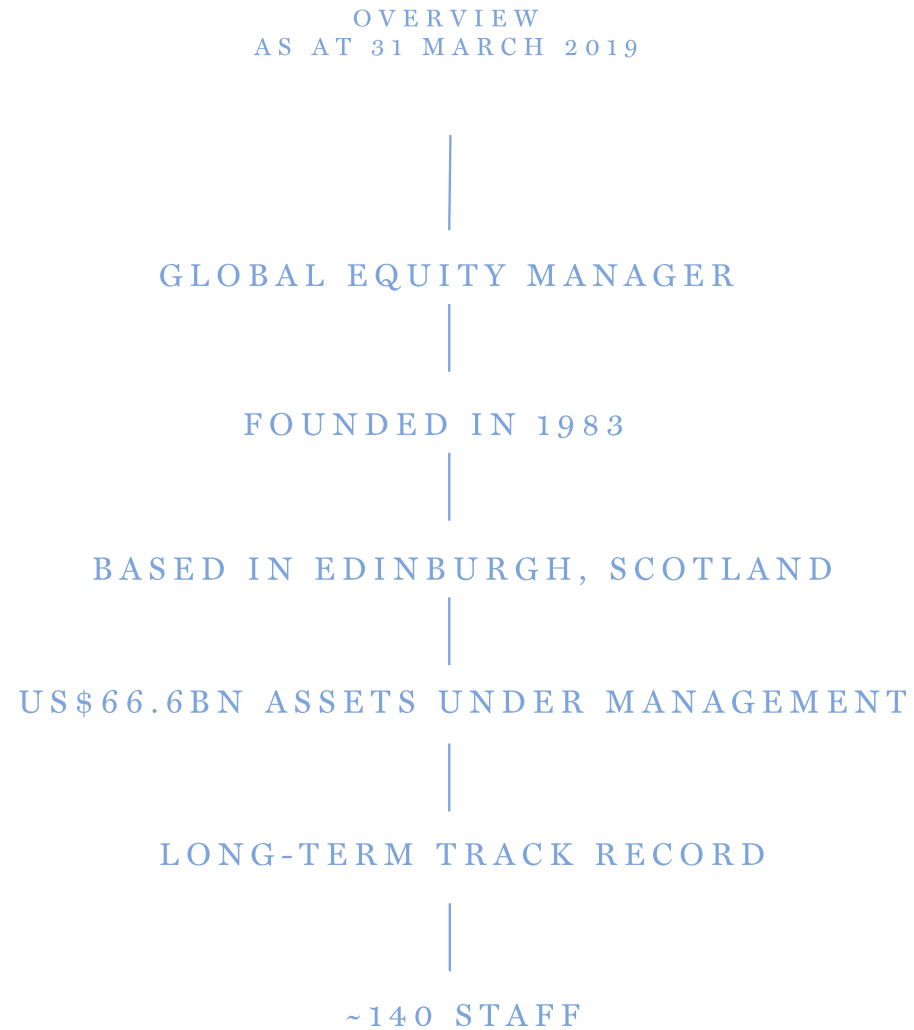 OVERVIEW
AS AT 31 MARCH 2019
GLOBAL EQUITY MANAGER
FOUNDED IN 1983
BASED IN EDINBURGH, SCOTLAND
US$66.6BN ASSETS UNDER MANAGEMENT
LONG-TERM TRACK RECORD
~140 STAFF